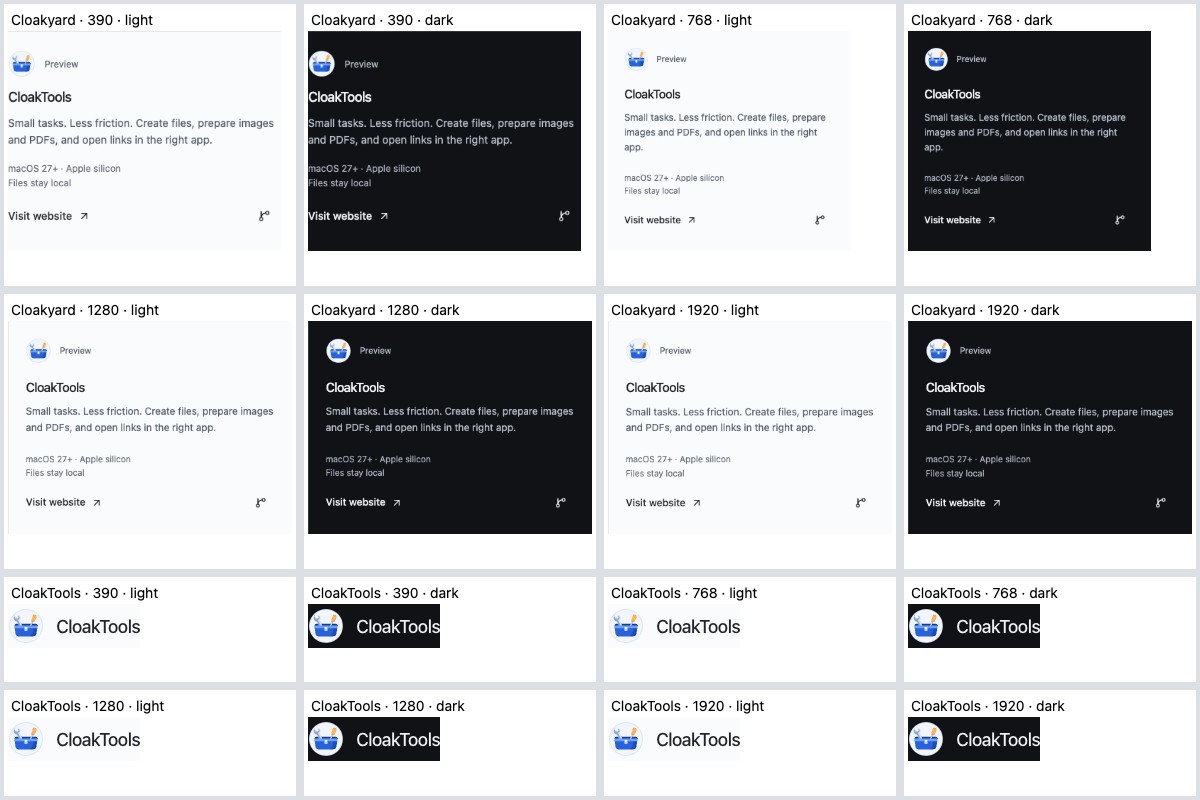 Cloakyard · 390 · light
Preview
CloakTools
Small tasks. Less friction. Create files, prepare images
and PDFs, and open links in the right app.
macOS 27+ · Apple silicon
Files stay local
Visit website
Cloakyard · 390 · dark
Preview
CloakTools
Small tasks. Less friction. Create files, prepare images
and PDFs, and open links in the right app.
macOS 27+ · Apple silicon
Files stay local
Visit website
Cloakyard · 768 · light
Preview
CloakTools
Small tasks. Less friction. Create files, prepare
images and PDFs, and open links in the right
app.
macOS 27+ · Apple silicon
Files stay local
Visit website
Cloakyard · 768 · dark
Preview
CloakTools
Small tasks. Less friction. Create files, prepare
images and PDFs, and open links in the right
app.
macOS 27+ · Apple silicon
Files stay local
Visit website
Cloakyard · 1280 · light
Preview
CloakTools
Small tasks. Less friction. Create files, prepare images
and PDFs, and open links in the right app.
macOS 27+ · Apple silicon
Files stay local
Visit website
Cloakyard · 1280 · dark
Preview
CloakTools
Small tasks. Less friction. Create files, prepare images
and PDFs, and open links in the right app.
macOS 27+ · Apple silicon
Files stay local
Visit website
Cloakyard · 1920 · light
Preview
CloakTools
Small tasks. Less friction. Create files, prepare images
and PDFs, and open links in the right app.
macOS 27+ · Apple silicon
Files stay local
Visit website
Cloakyard · 1920 · dark
Preview
CloakTools
Small tasks. Less friction. Create files, prepare images
and PDFs, and open links in the right app.
macOS 27+ · Apple silicon
Files stay local
Visit website
CloakTools · 390 · light
CloakTools
CloakTools · 390 · dark
CloakTools
CloakTools · 768 · light
CloakTools
CloakTools · 768 · dark
CloakTools
CloakTools · 1280 · light
CloakTools
CloakTools · 1280 · dark
CloakTools
CloakTools · 1920 · light
CloakTools
CloakTools · 1920 · dark
CloakTools